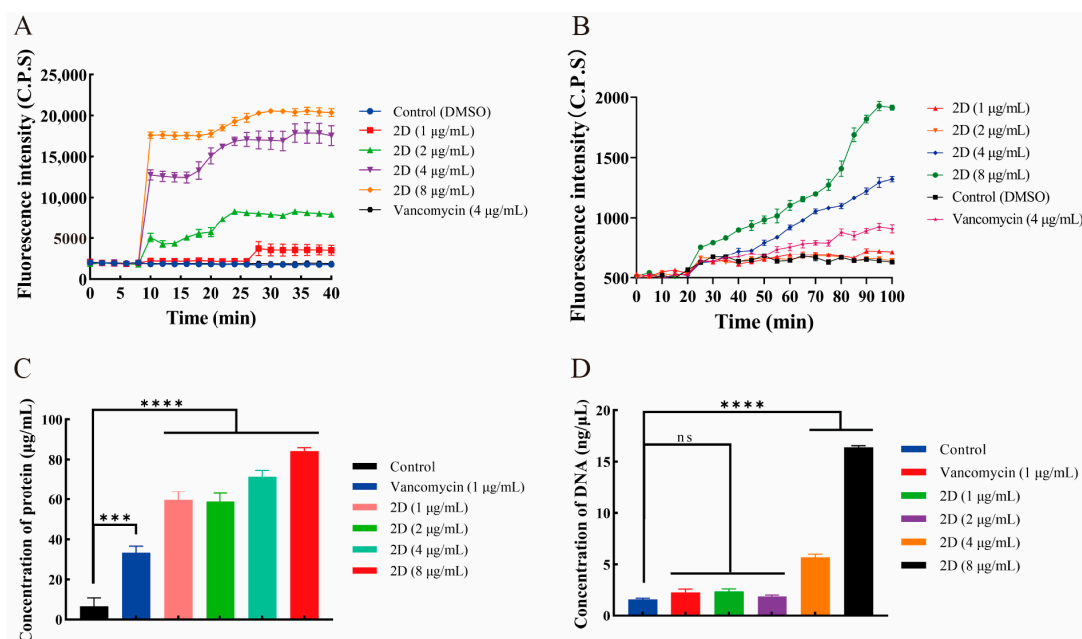 A
Fluorescence intensity (C.P.S)
25,000
20,000
15,000
10,000
5000
0
0 5 10 15 20 25 30 35 40
Time (min)
Control (DMSO)
2D (1 μg/mL)
2D (2 μg/mL)
2D (4 μg/mL)
2D (8 μg/mL)
Vancomycin (4 μg/mL)
B
Fluorescence intensity (C.P.S)
2000
1500
1000
500
0 10 20 30 40 50 60 70 80 90 100
Time (min)
2D (1 μg/mL)
2D (2 μg/mL)
2D (4 μg/mL)
2D (8 μg/mL)
Control (DMSO)
Vancomycin (4 μg/mL)
C
Concentration of protein (μg/mL)
100
80
60
40
20
0
****
***
Control
Vancomycin (1 μg/mL)
2D (1 μg/mL)
2D (2 μg/mL)
2D (4 μg/mL)
2D (8 μg/mL)
D
Concentration of DNA (ng/μL)
20
15
10
5
0
****
ns
Control
Vancomycin (1 μg/mL)
2D (1 μg/mL)
2D (2 μg/mL)
2D (4 μg/mL)
2D (8 μg/mL)